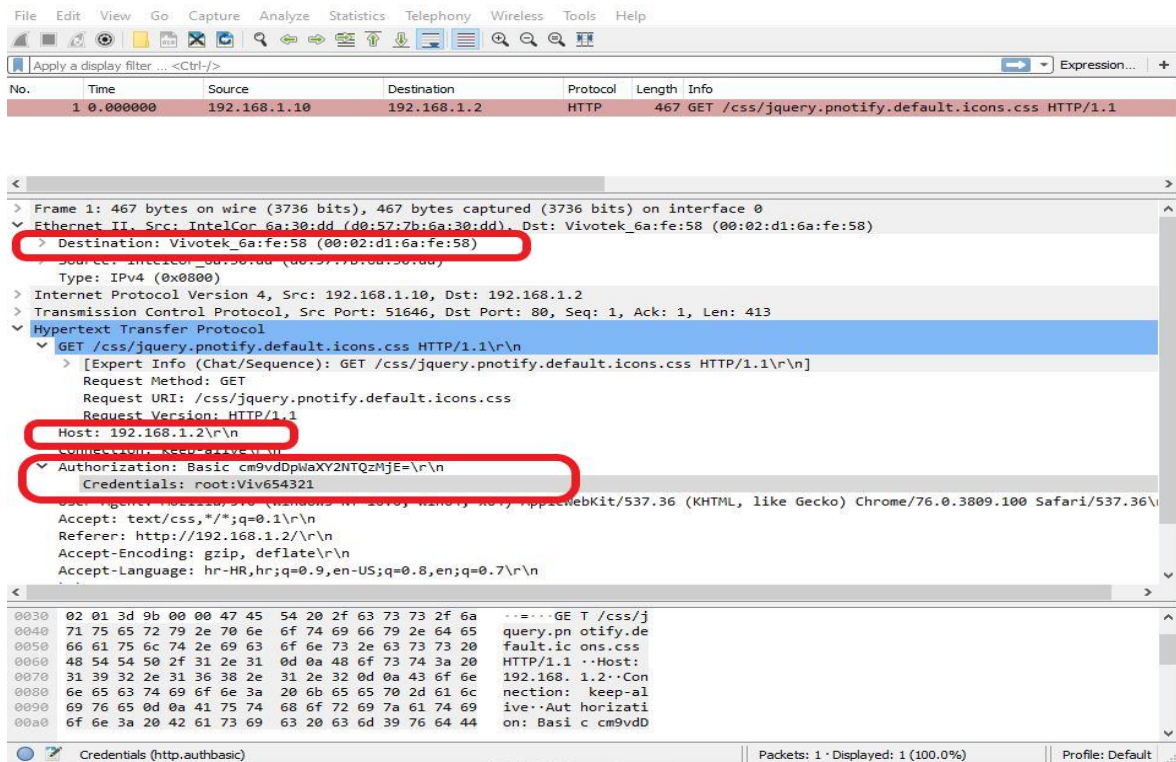 File Edit View Go Capture Analyze Statistics Telephony Wireless Tools Help
Apply a display filter ... <Ctrl-/> Expression... +
No. Time Source Destination Protocol Length Info
1 0.000000 192.168.1.10 192.168.1.2 HTTP 467 GET /css/jquery.pnotify.default.icons.css HTTP/1.1
> Frame 1: 467 bytes on wire (3736 bits), 467 bytes captured (3736 bits) on interface 0
Ethernet II, Src: IntelCor_6a:30:dd (d0:57:7b:6a:30:dd), Dst: Vivotek_6a:fe:58 (00:02:d1:6a:fe:58)
> Destination: Vivotek_6a:fe:58 (00:02:d1:6a:fe:58)
Source: IntelCor_6a:30:dd (d0:57:7b:6a:30:dd)
Type: IPv4 (0x0800)
> Internet Protocol Version 4, Src: 192.168.1.10, Dst: 192.168.1.2
> Transmission Control Protocol, Src Port: 51646, Dst Port: 80, Seq: 1, Ack: 1, Len: 413
Hypertext Transfer Protocol
GET /css/jquery.pnotify.default.icons.css HTTP/1.1\r\n
> [Expert Info (Chat/Sequence): GET /css/jquery.pnotify.default.icons.css HTTP/1.1\r\n]
Request Method: GET
Request URI: /css/jquery.pnotify.default.icons.css
Request Version: HTTP/1.1
Host: 192.168.1.2\r\n
Connection: keep-alive\r\n
Authorization: Basic cm9vdDpWaXY2NTQzMjE=\r\n
Credentials: root:Viv654321
AppleWebKit/537.36 (KHTML, like Gecko) Chrome/76.0.3809.100 Safari/537.36\
Accept: text/css,*/*;q=0.1\r\n
Referer: http://192.168.1.2/\r\n
Accept-Encoding: gzip, deflate\r\n
Accept-Language: hr-HR,hr;q=0.9,en-US;q=0.8,en;q=0.7\r\n
0030 02 01 3d 9b 00 00 47 45 54 20 2f 63 73 73 2f 6a ··=···GE T /css/j
0040 71 75 65 72 79 2e 70 6e 6f 74 69 66 79 2e 64 65 query.pn otify.de
0050 66 61 75 6c 74 2e 69 63 6f 6e 73 2e 63 73 73 20 fault.ic ons.css
0060 48 54 54 50 2f 31 2e 31 0d 0a 48 6f 73 74 3a 20 HTTP/1.1 ··Host:
0070 31 39 32 2e 31 36 38 2e 31 2e 32 0d 0a 43 6f 6e 192.168. 1.2··Con
0080 6e 65 63 74 69 6f 6e 3a 20 6b 65 65 70 2d 61 6c nection: keep-al
0090 69 76 65 0d 0a 41 75 74 68 6f 72 69 7a 61 74 69 ive··Aut horizati
00a0 6f 6e 3a 20 42 61 73 69 63 20 63 6d 39 76 64 44 on: Basi c cm9vdD
Credentials (http.authbasic) Packets: 1 · Displayed: 1 (100.0%) Profile: Default